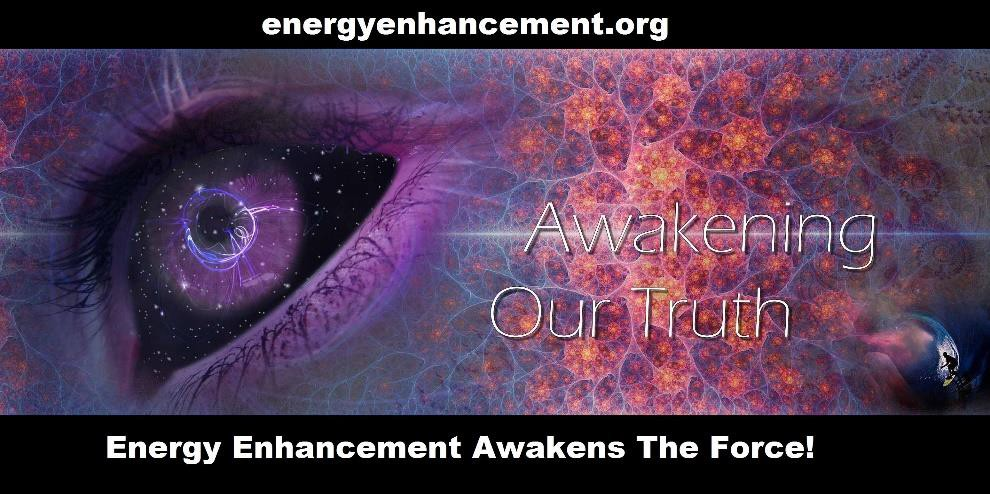 energyenhancement.org
Awakening
Our Truth
Energy Enhancement Awakens The Force!